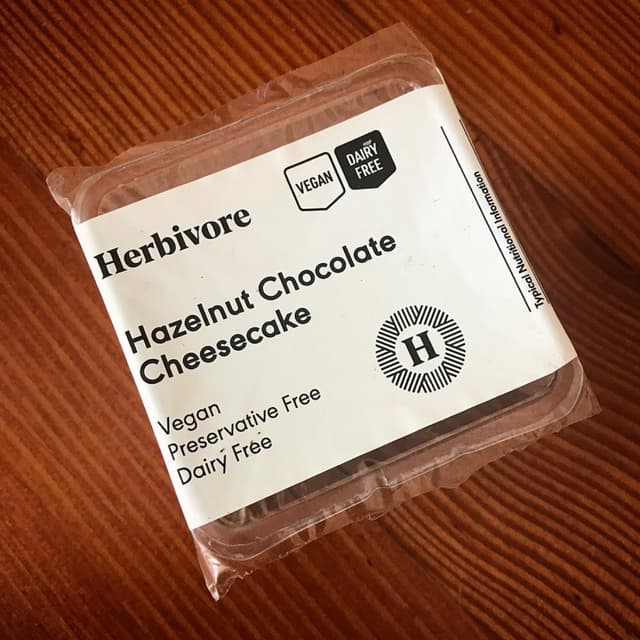 VEGAN
DAIRY
FREE
Herbivore
Hazelnut Chocolate
Cheesecake
H
Vegan
Preservative Free
Dairy Free
Typical Nutritional Information